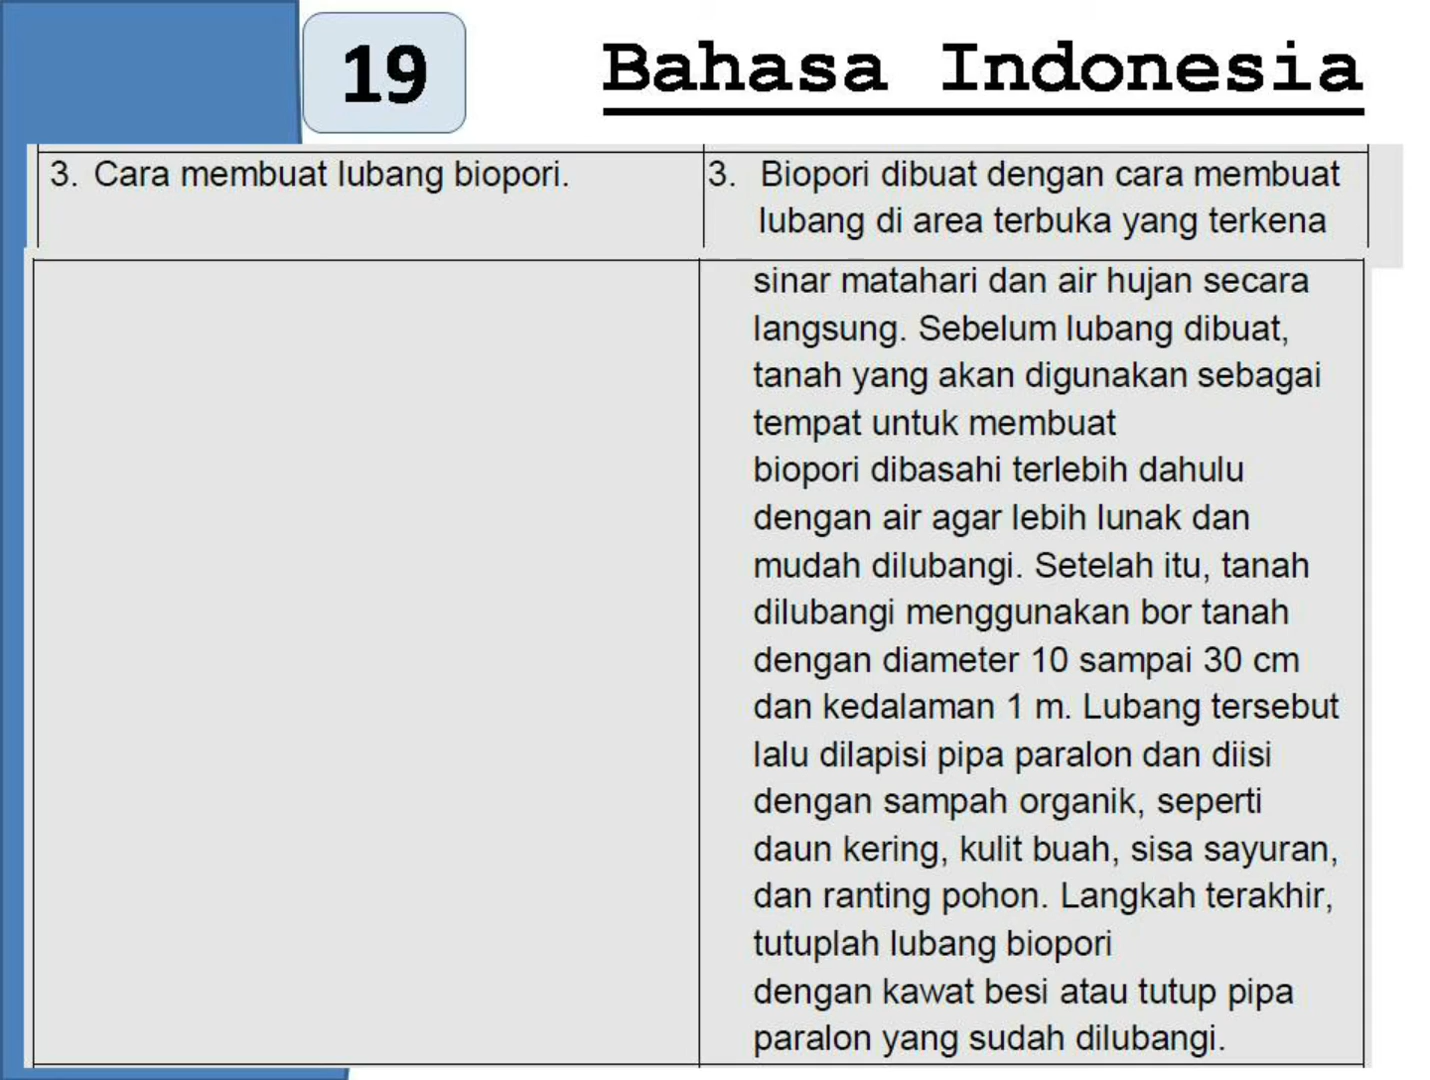 19
Bahasa Indonesia
3. Cara membuat lubang biopori.
3. Biopori dibuat dengan cara membuat
lubang di area terbuka yang terkena
sinar matahari dan air hujan secara
langsung. Sebelum lubang dibuat,
tanah yang akan digunakan sebagai
tempat untuk membuat
biopori dibasahi terlebih dahulu
dengan air agar lebih lunak dan
mudah dilubangi. Setelah itu, tanah
dilubangi menggunakan bor tanah
dengan diameter 10 sampai 30 cm
dan kedalaman 1 m. Lubang tersebut
lalu dilapisi pipa paralon dan diisi
dengan sampah organik, seperti
daun kering, kulit buah, sisa sayuran,
dan ranting pohon. Langkah terakhir,
tutuplah lubang biopori
dengan kawat besi atau tutup pipa
paralon yang sudah dilubangi.